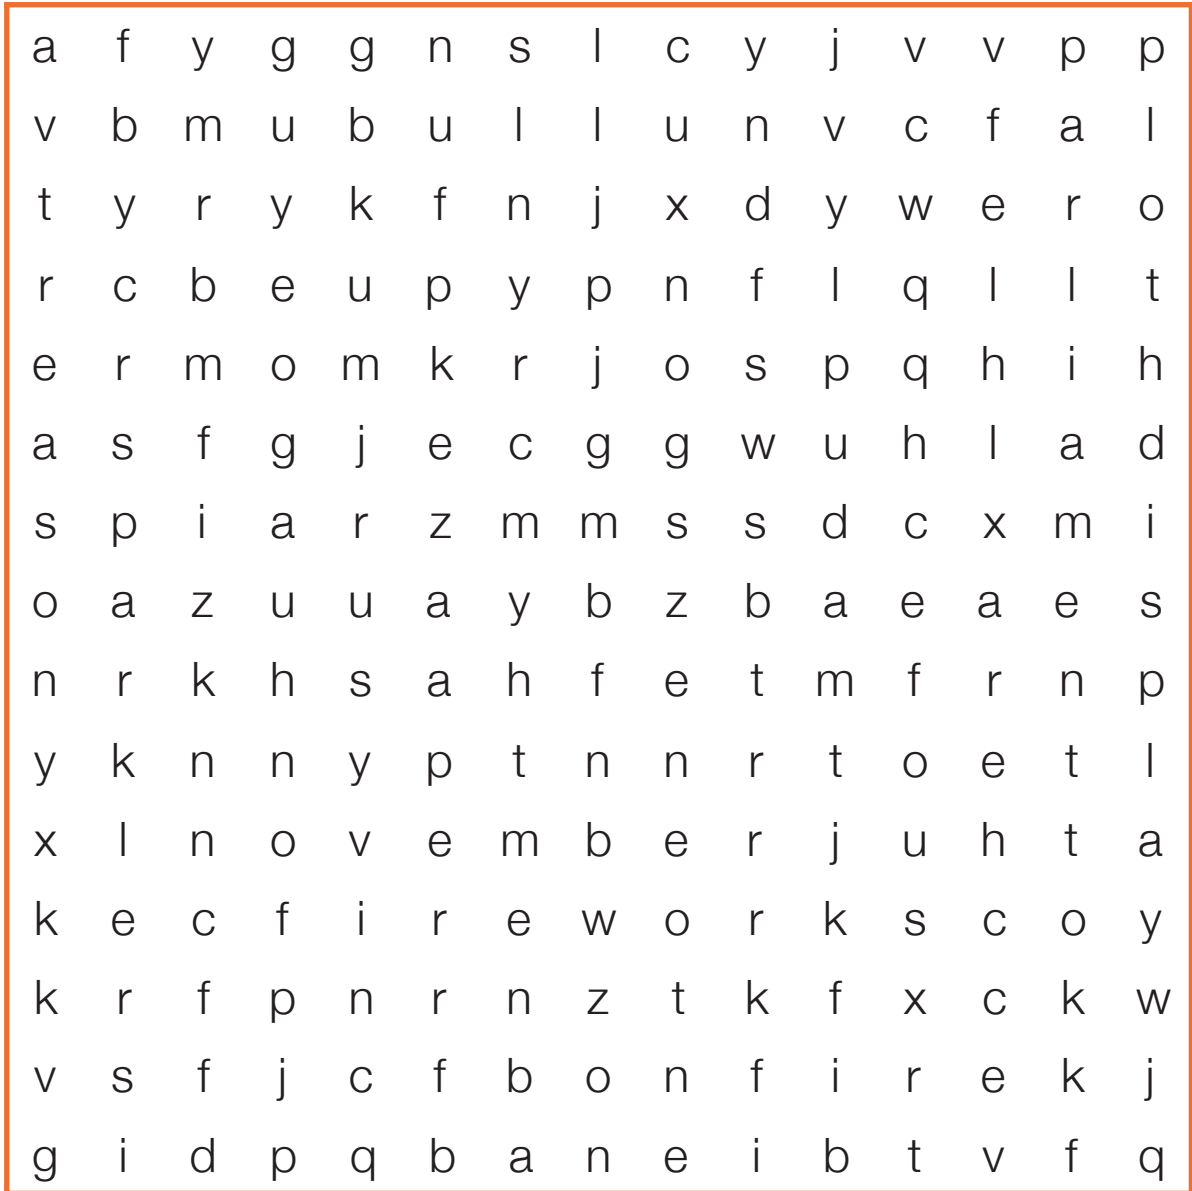 a f y g g n s l c y j v v p p
v b m u b u l l u n v c f a l
t y r y k f n j x d y w e r o
r c b e u p y p n f l q l l t
e r m o m k r j o s p q h i h
a s f g j e c g g w u h l a d
s p i a r z m m s s d c x m i
o a z u u a y b z b a e a e s
n r k h s a h f e t m f r n p
y k n n y p t n n r t o e t l
x l n o v e m b e r j u h t a
k e c f i r e w o r k s c o y
k r f p n r n z t k f x c k w
v s f j c f b o n f i r e k j
g i d p q b a n e i b t v f q